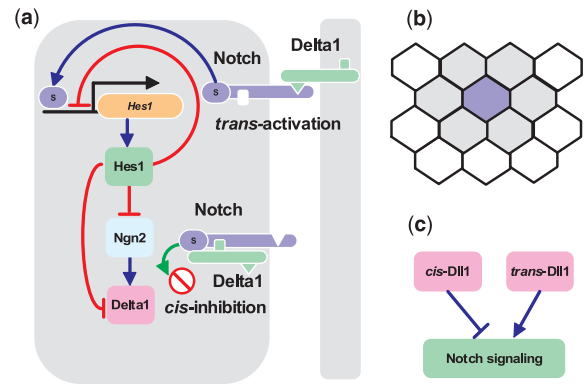 (a)
Notch
Delta1
s
s
Hes1
trans-activation
Hes1
Notch
s
Ngn2
Delta1
Delta1
cis-inhibition
(b)
(c)
cis-Dll1
trans-Dll1
Notch signaling